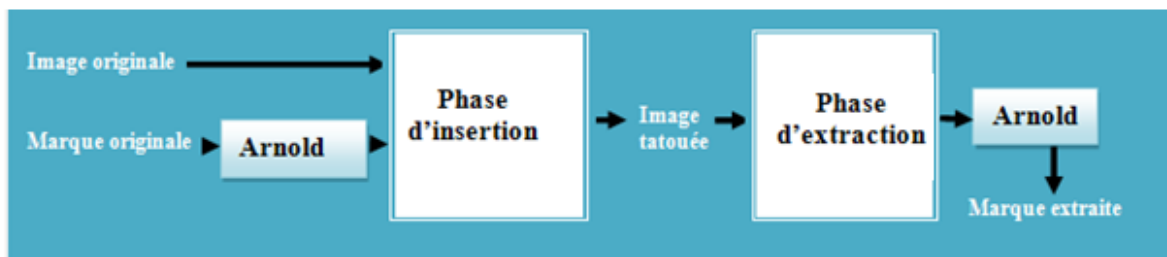 Image originale
Marque originale
Arnold
Phase
d’insertion
Image
tatouée
Phase
d’extraction
Arnold
Marque extraite